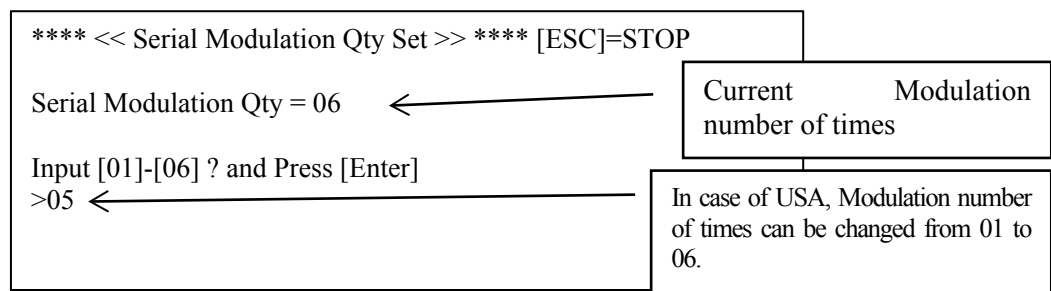 **** << Serial Modulation Qty Set >> **** [ESC]=STOP
Serial Modulation Qty = 06
Current Modulation
number of times
Input [01]-[06] ? and Press [Enter]
>05
In case of USA, Modulation number
of times can be changed from 01 to
06.